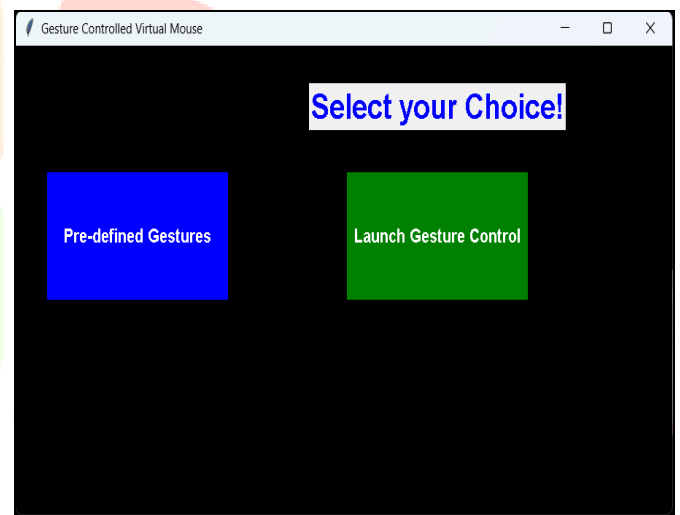 Gesture Controlled Virtual Mouse
Select your Choice!
Pre-defined Gestures
Launch Gesture Control